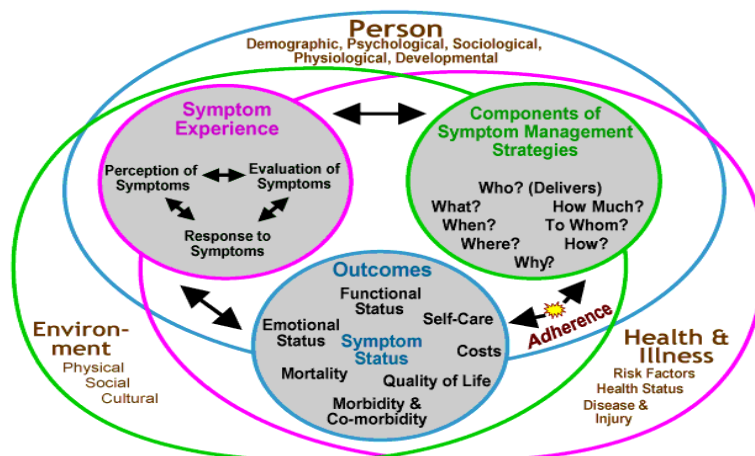 Person
Demographic, Psychological, Sociological,
Physiological, Developmental
Symptom
Experience
Perception of
Symptoms
Evaluation of
Symptoms
Response to
Symptoms
Components of
Symptom Management
Strategies
Who? (Delivers)
What?
How Much?
When?
To Whom?
Where?
How?
Why?
Outcomes
Functional
Status
Emotional
Status
Self-Care
Symptom
Status
Costs
Mortality
Quality of Life
Morbidity &
Co-morbidity
Adherence
Environ-
ment
Physical
Social
Cultural
Health &
Illness
Risk Factors
Health Status
Disease &
Injury